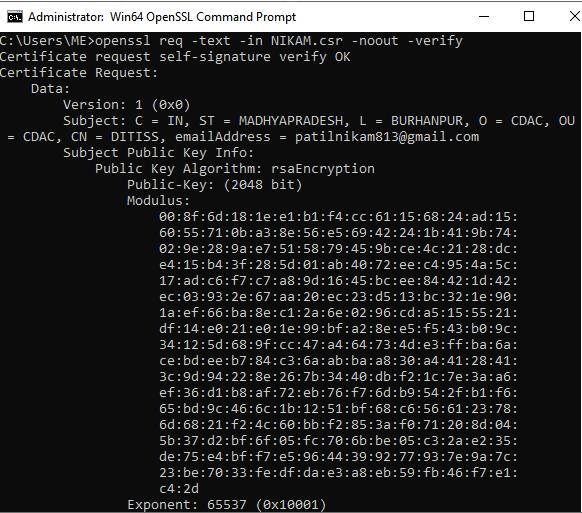 Administrator: Win64 OpenSSL Command Prompt
C:\Users\ME>openssl req -text -in NIKAM.csr -noout -verify
Certificate request self-signature verify OK
Certificate Request:
Data:
Version: 1 (0x0)
Subject: C = IN, ST = MADHYAPRADESH, L = BURHANPUR, O = CDAC, OU
= CDAC, CN = DITISS, emailAddress = patilnikam813@gmail.com
Subject Public Key Info:
Public Key Algorithm: rsaEncryption
Public-Key: (2048 bit)
Modulus:
00:8f:6d:18:1e:e1:b1:f4:cc:61:15:68:24:ad:15:
60:55:71:0b:a3:8e:56:e5:69:42:24:1b:41:9b:74:
02:9e:28:9a:e7:51:58:79:45:9b:ce:4c:21:28:dc:
e4:15:b4:3f:28:5d:01:ab:40:72:ee:c4:95:4a:5c:
17:ad:c6:f7:c7:a8:9d:16:45:bc:ee:84:42:1d:42:
ec:03:93:2e:67:aa:20:ec:23:d5:13:bc:32:1e:90:
1a:ef:66:ba:8e:c1:2a:6e:02:96:cd:a5:15:55:21:
df:14:e0:21:e0:1e:99:bf:a2:8e:e5:f5:43:b0:9c:
34:12:5d:68:9f:cc:47:a4:64:73:4d:e3:ff:ba:6a:
ce:bd:ee:b7:84:c3:6a:ab:ba:a8:30:a4:41:28:41:
3c:9d:94:22:8e:26:7b:34:40:db:f2:1c:7e:3a:a6:
ef:36:d1:b8:af:72:eb:76:f7:6d:b9:54:2f:b1:f6:
65:bd:9c:46:6c:1b:12:51:bf:68:c6:56:61:23:78:
6d:68:21:f2:4c:60:bb:f2:85:3a:f0:71:20:8d:04:
5b:37:d2:bf:6f:05:fc:70:6b:be:05:c3:2a:e2:35:
de:75:e4:bf:f7:e5:96:44:39:92:77:93:7e:9a:7c:
23:be:70:33:fe:df:da:e3:a8:eb:59:fb:46:f7:e1:
c4:2d
Exponent: 65537 (0x10001)